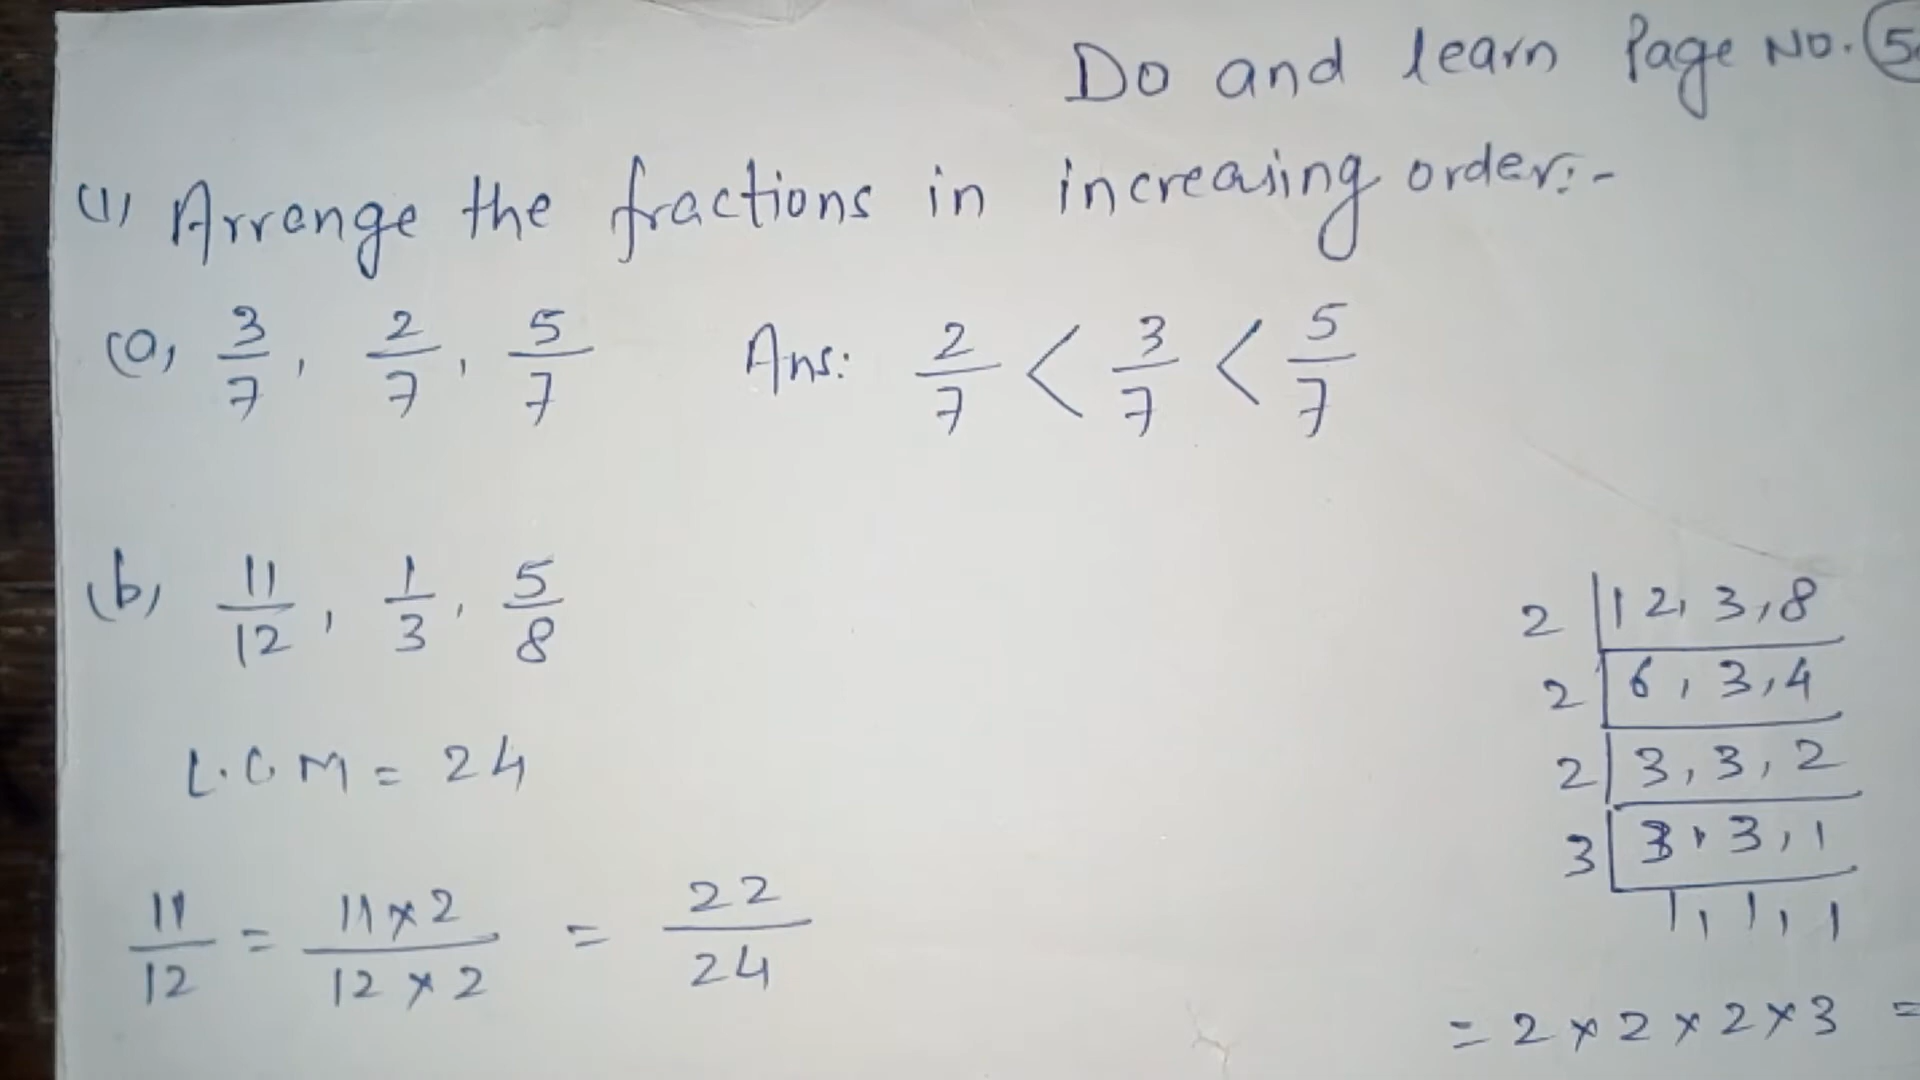 Do and learn Page No. 5
(1) Arrange the fractions in increasing order:-
(a) 3/7, 2/7, 5/7 Ans: 2/7 < 3/7 < 5/7
(b) 11/12, 1/3, 5/8
L.C.M = 24
11/12 = 11×2/12×2 = 22/24
2 | 12, 3, 8
2 | 6, 3, 4
2 | 3, 3, 2
3 | 3, 3, 1
1, 1, 1
= 2 × 2 × 2 × 3 =